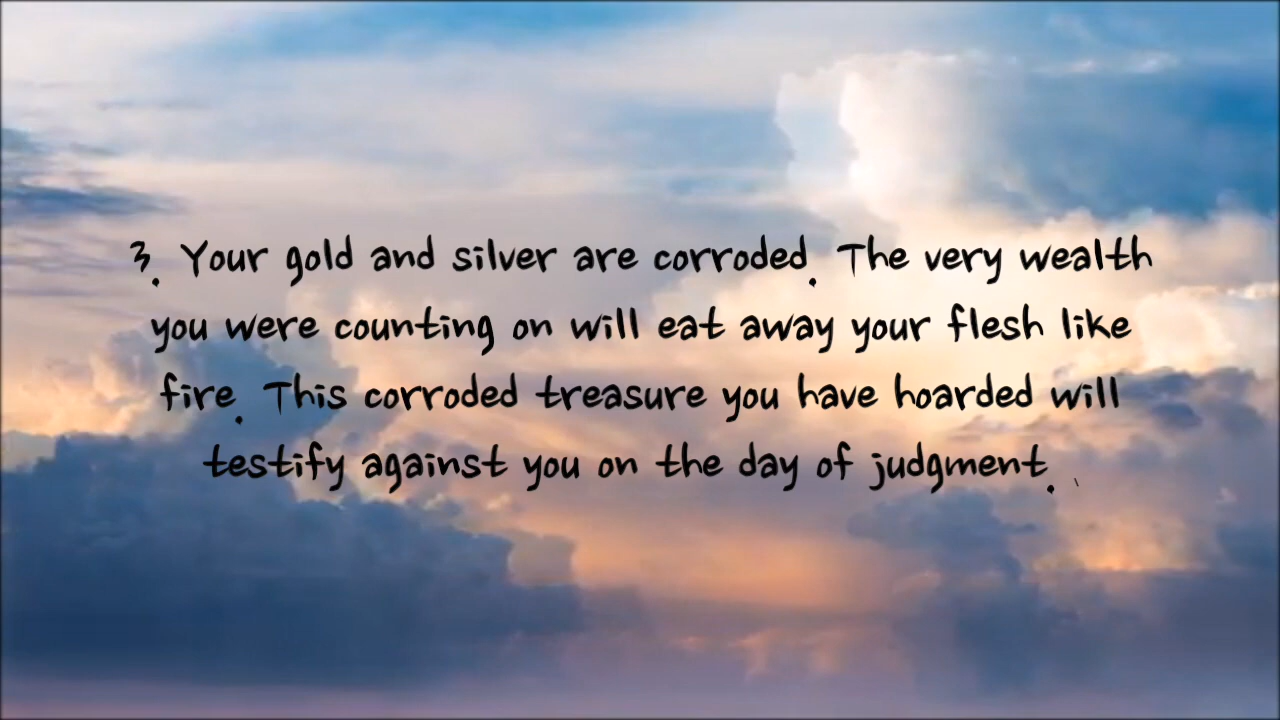 3. Your gold and silver are corroded. The very wealth
you were counting on will eat away your flesh like
fire. This corroded treasure you have hoarded will
testify against you on the day of judgment.